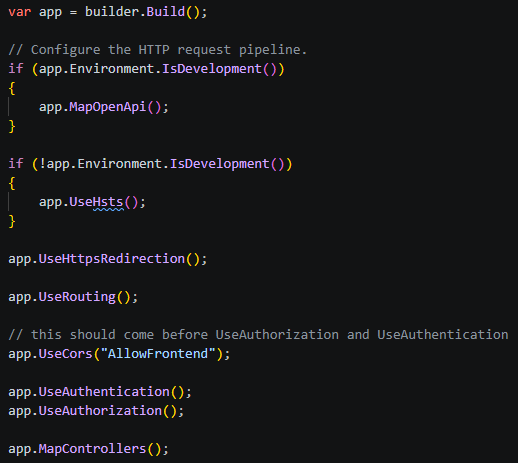 var app = builder.Build();
// Configure the HTTP request pipeline.
if (app.Environment.IsDevelopment())
{
    app.MapOpenApi();
}
if (!app.Environment.IsDevelopment())
{
    app.UseHsts();
}
app.UseHttpsRedirection();
app.UseRouting();
// this should come before UseAuthorization and UseAuthentication
app.UseCors("AllowFrontend");
app.UseAuthentication();
app.UseAuthorization();
app.MapControllers();